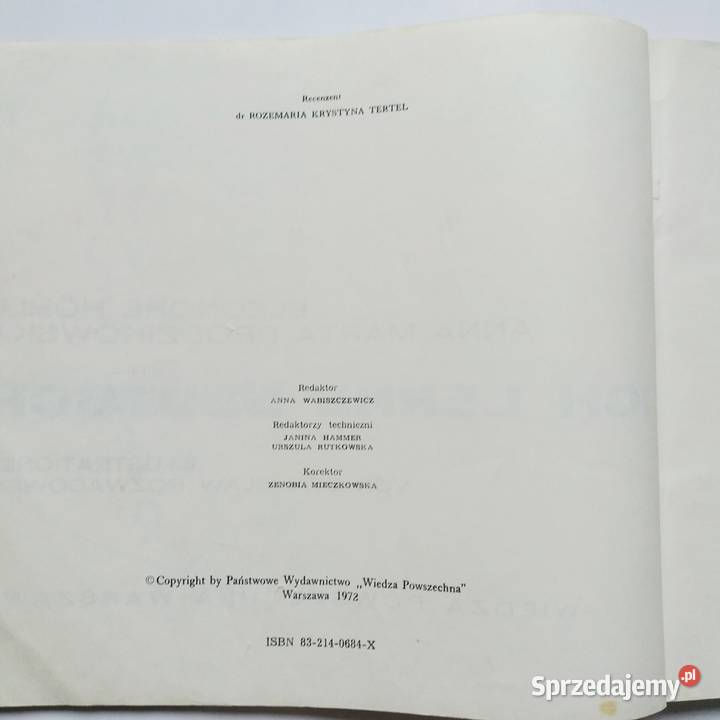 Recenzent
dr ROZEMARIA KRYSTYNA TERTEL
Redaktor
ANNA WABISZCZEWICZ
Redaktorzy techniczni
JANINA HAMMER
URSZULA RUTKOWSKA
Korektor
ZENOBIA MIECZKOWSKA
© Copyright by Państwowe Wydawnictwo „Wiedza Powszechna"
Warszawa 1972
ISBN 83-214-0684-X
Sprzedajemy.pl